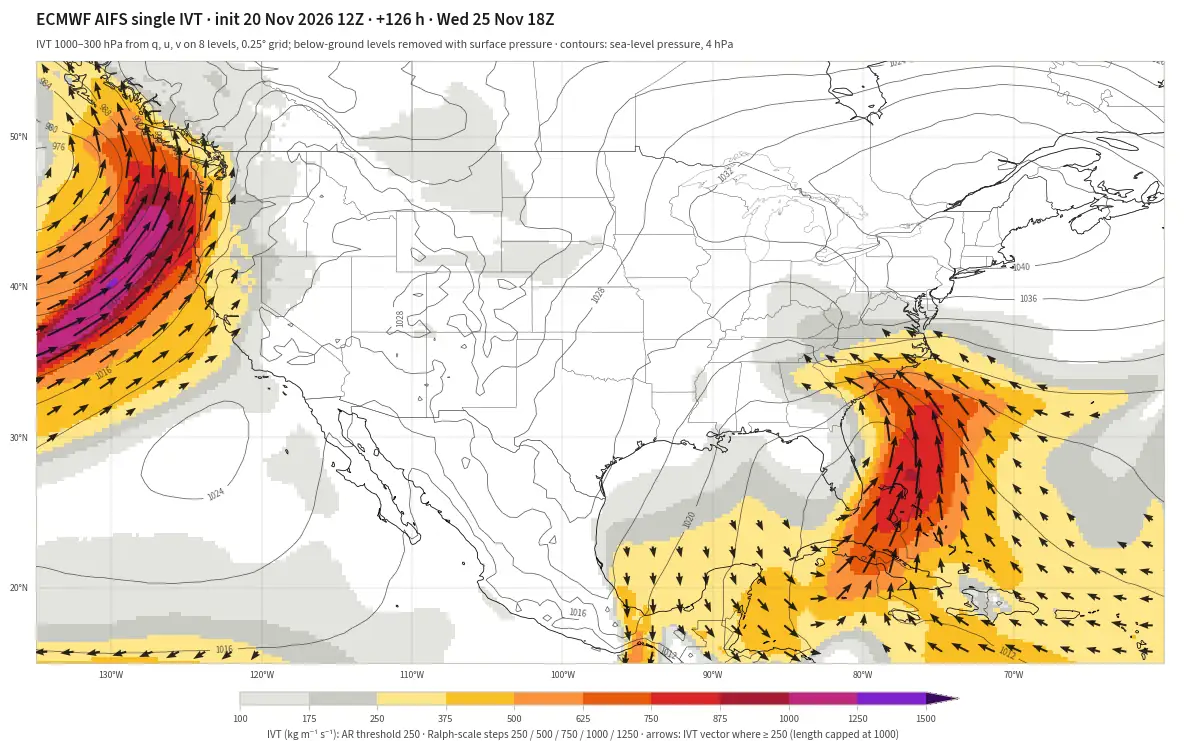 ECMWF AIFS single IVT · init 20 Nov 2026 12Z · +126 h · Wed 25 Nov 18Z
IVT 1000–300 hPa from q, u, v on 8 levels, 0.25° grid; below-ground levels removed with surface pressure · contours: sea-level pressure, 4 hPa
984
988
980
976
50°N
1032
1040
1036
40°N
1028
1028
1016
30°N
1024
1020
20°N
1016
1016
1012
1012
130°W 120°W 110°W 100°W 90°W 80°W 70°W
100 175 250 375 500 625 750 875 1000 1250 1500
IVT (kg m⁻¹ s⁻¹): AR threshold 250 · Ralph-scale steps 250 / 500 / 750 / 1000 / 1250 · arrows: IVT vector where ≥ 250 (length capped at 1000)